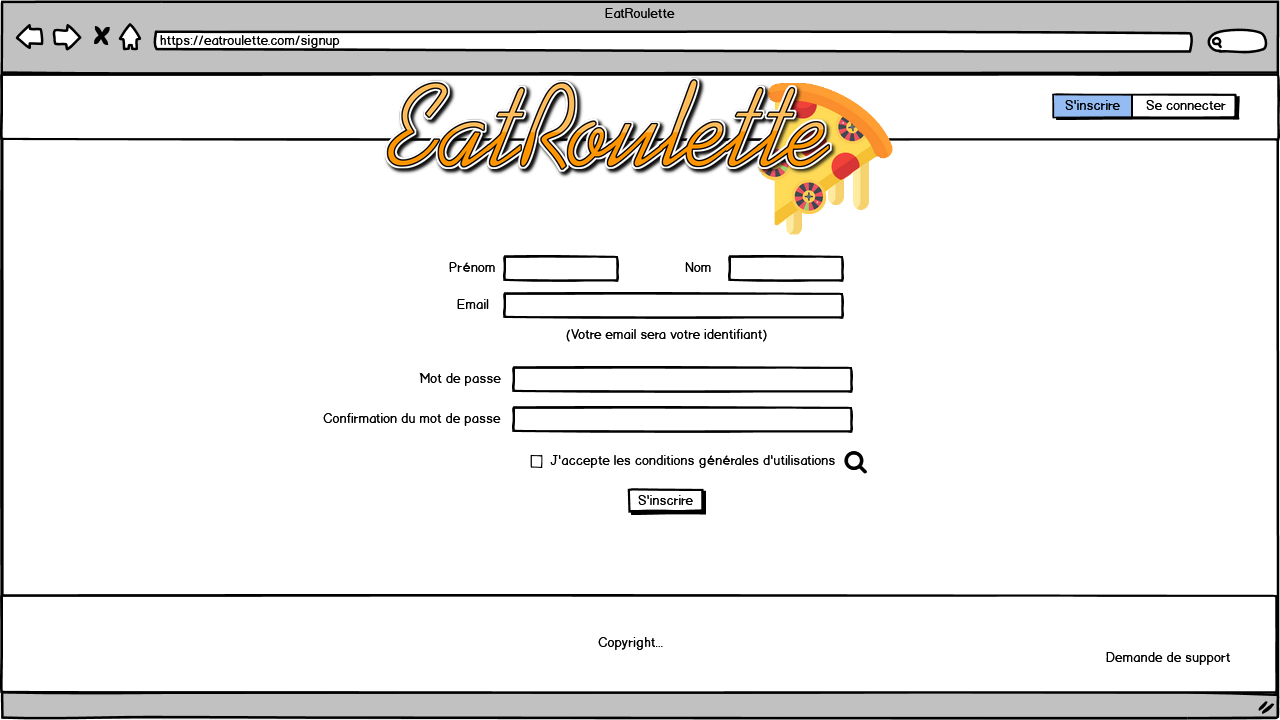 EatRoulette
https://eatroulette.com/signup
EatRoulette
S'inscrire
Se connecter
Prénom
Nom
Email
(Votre email sera votre identifiant)
Mot de passe
Confirmation du mot de passe
J'accepte les conditions générales d'utilisations
S'inscrire
Copyright...
Demande de support